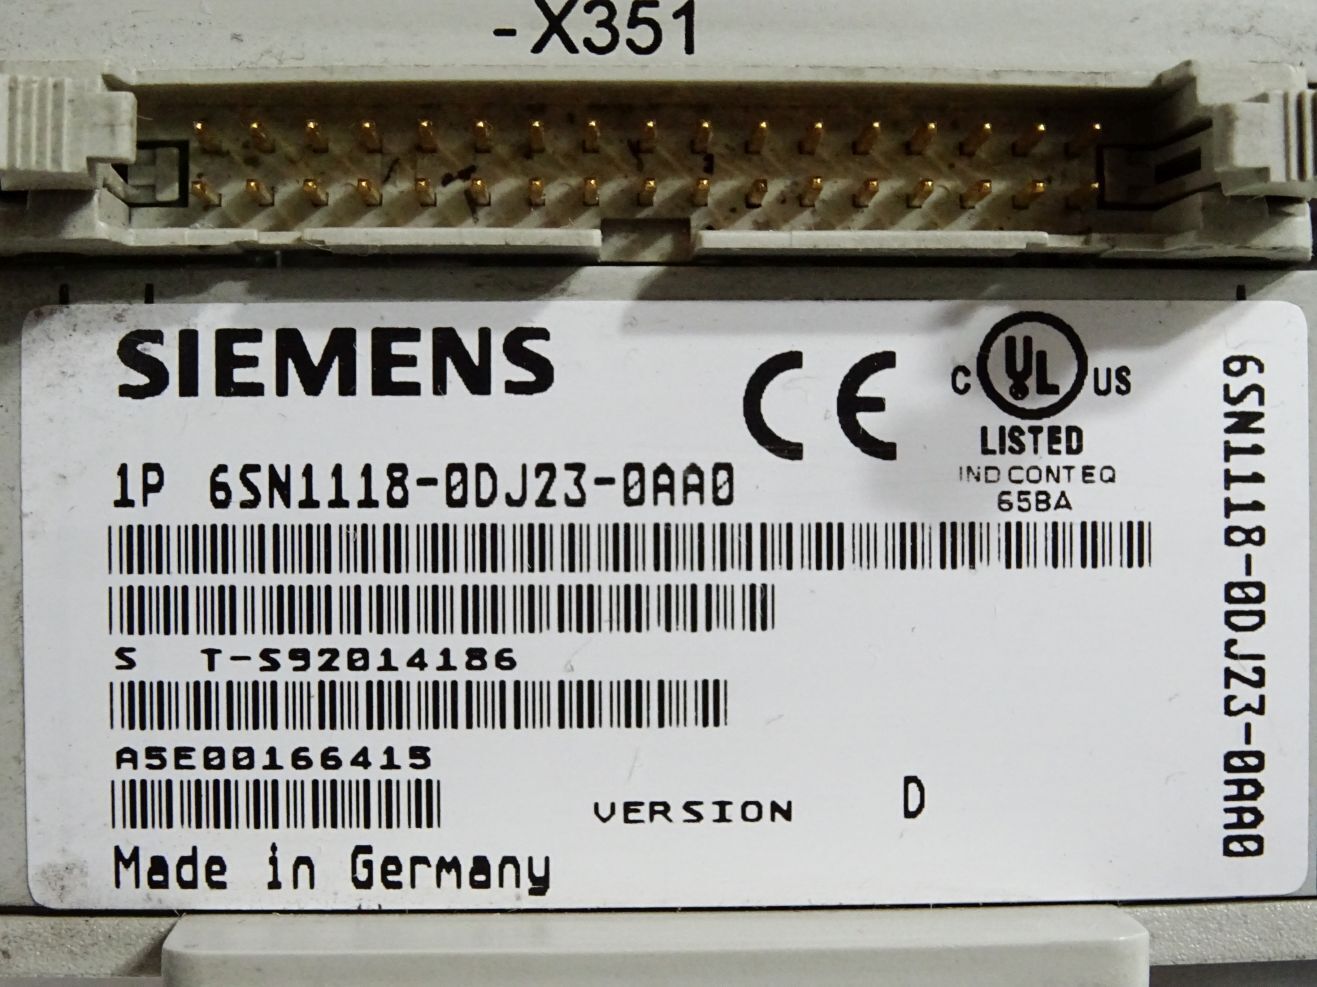 -X351
SIEMENS
CE
C UL US
LISTED
IND CONT EQ
65BA
1P 6SN1118-0DJ23-0AA0
S T-S92014186
A5E00166415
VERSION D
Made in Germany
6SN1118-0DJ23-0AA0